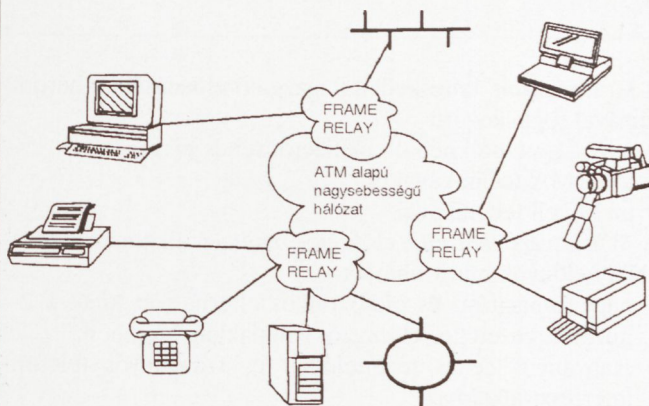 FRAME
RELAY
ATM alapú
nagysebességű
hálózat
FRAME
RELAY
FRAME
RELAY